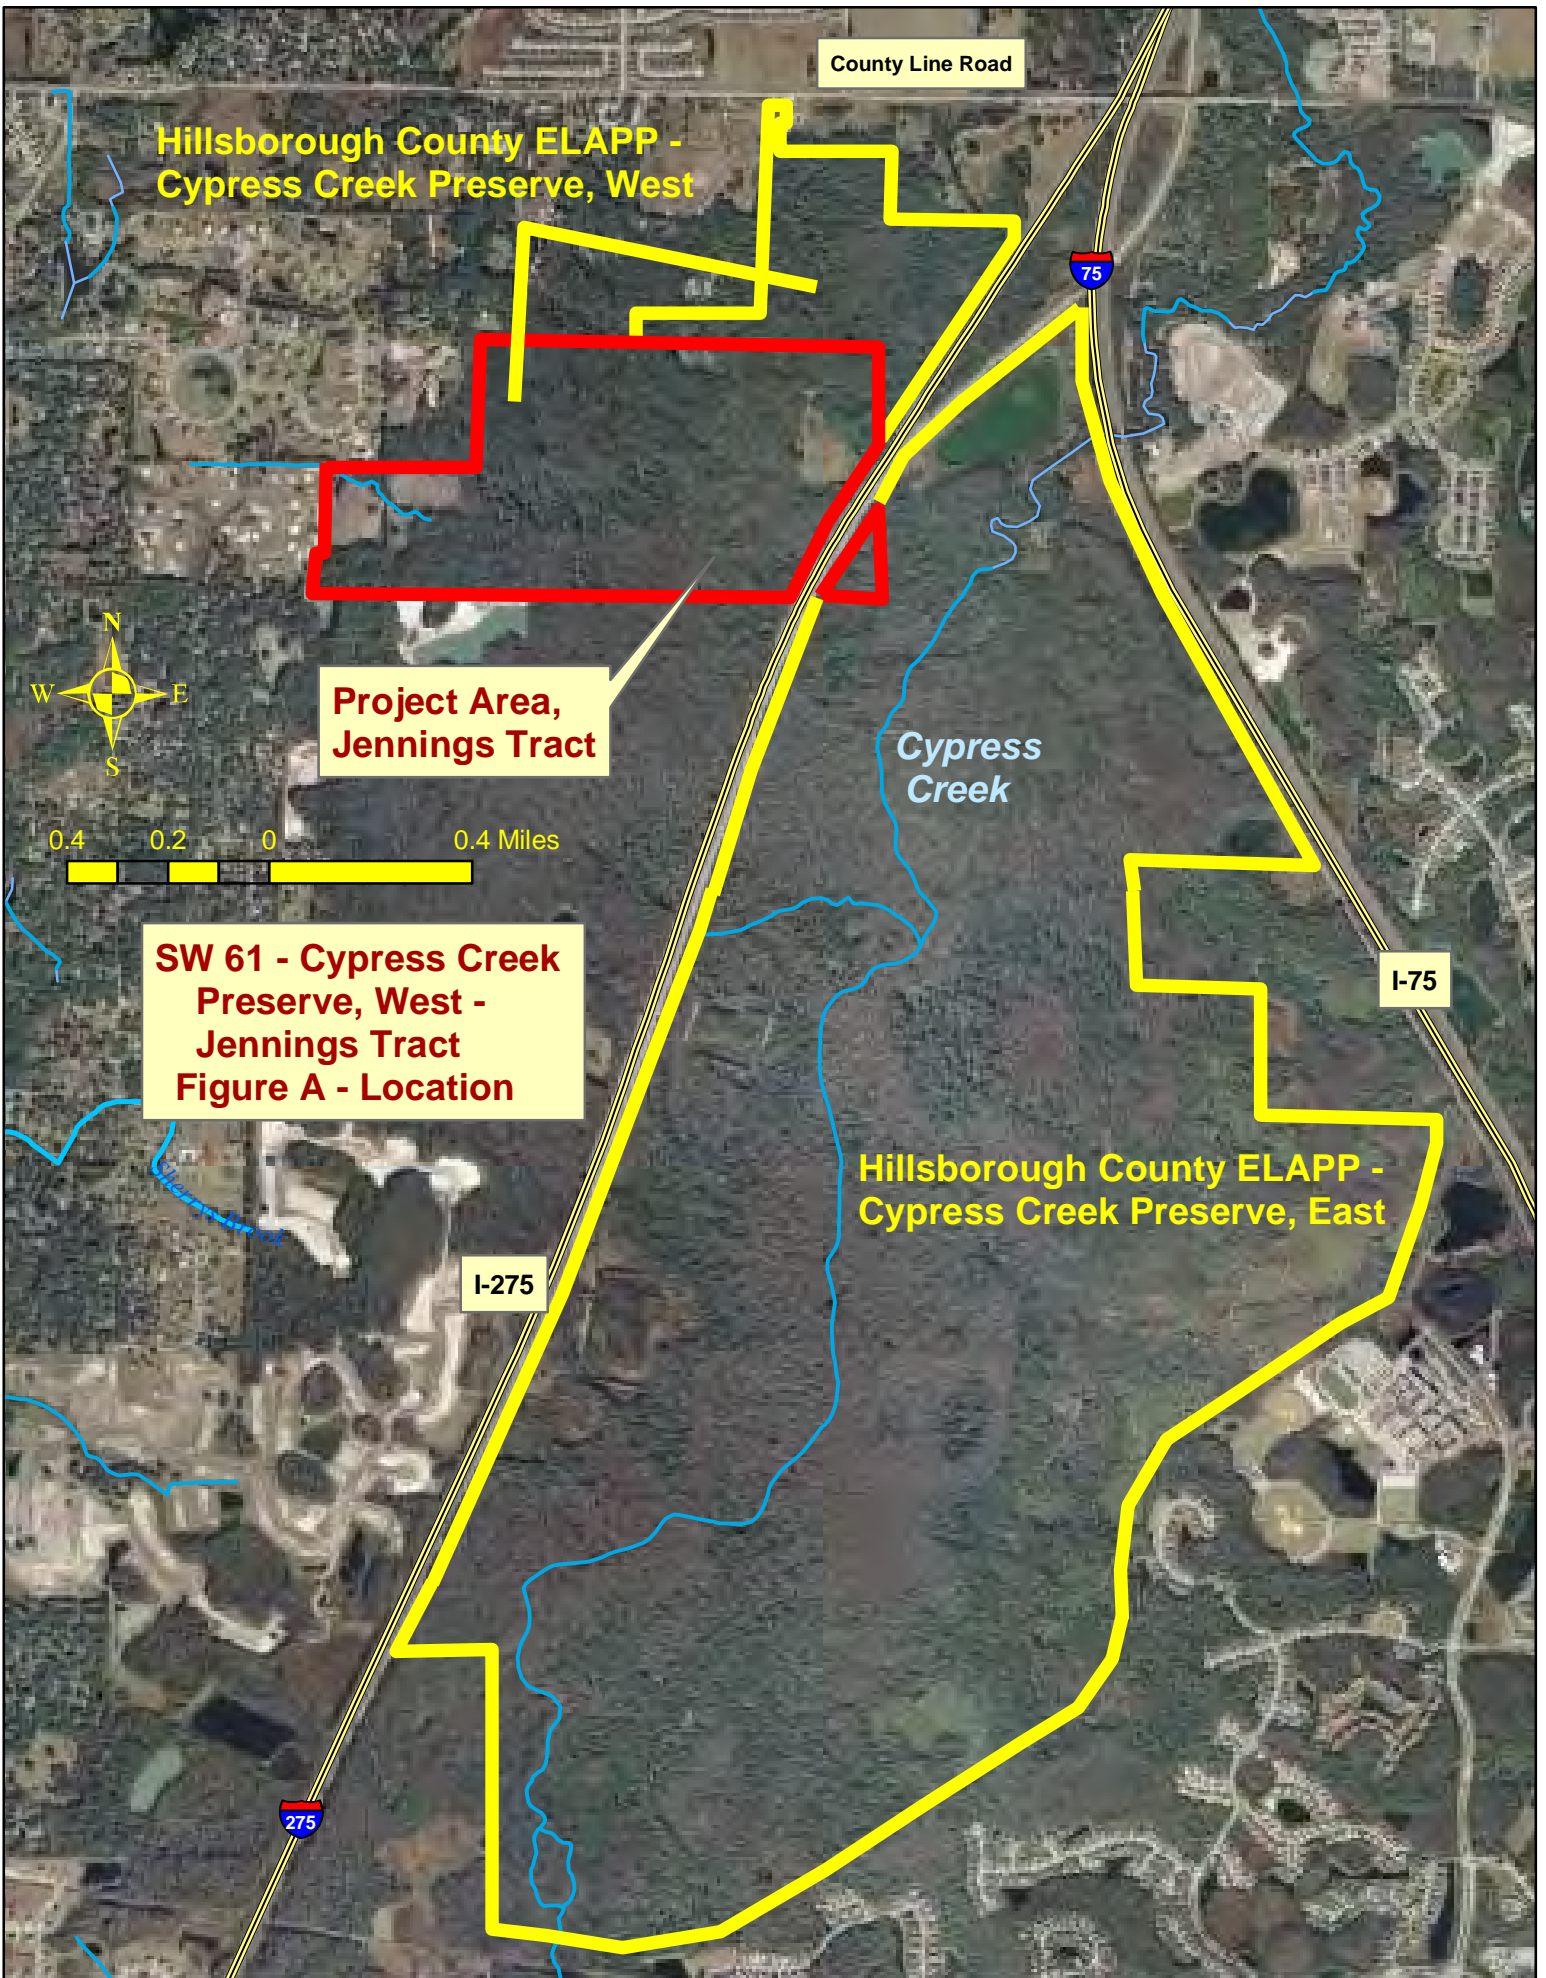 County Line Road
Hillsborough County ELAPP -
Cypress Creek Preserve, West
75
N
W E
S
Project Area,
Jennings Tract
Cypress
Creek
0.4 0.2 0 0.4 Miles
SW 61 - Cypress Creek
Preserve, West -
Jennings Tract
Figure A - Location
I-75
Sherrys Brook
Hillsborough County ELAPP -
Cypress Creek Preserve, East
I-275
275